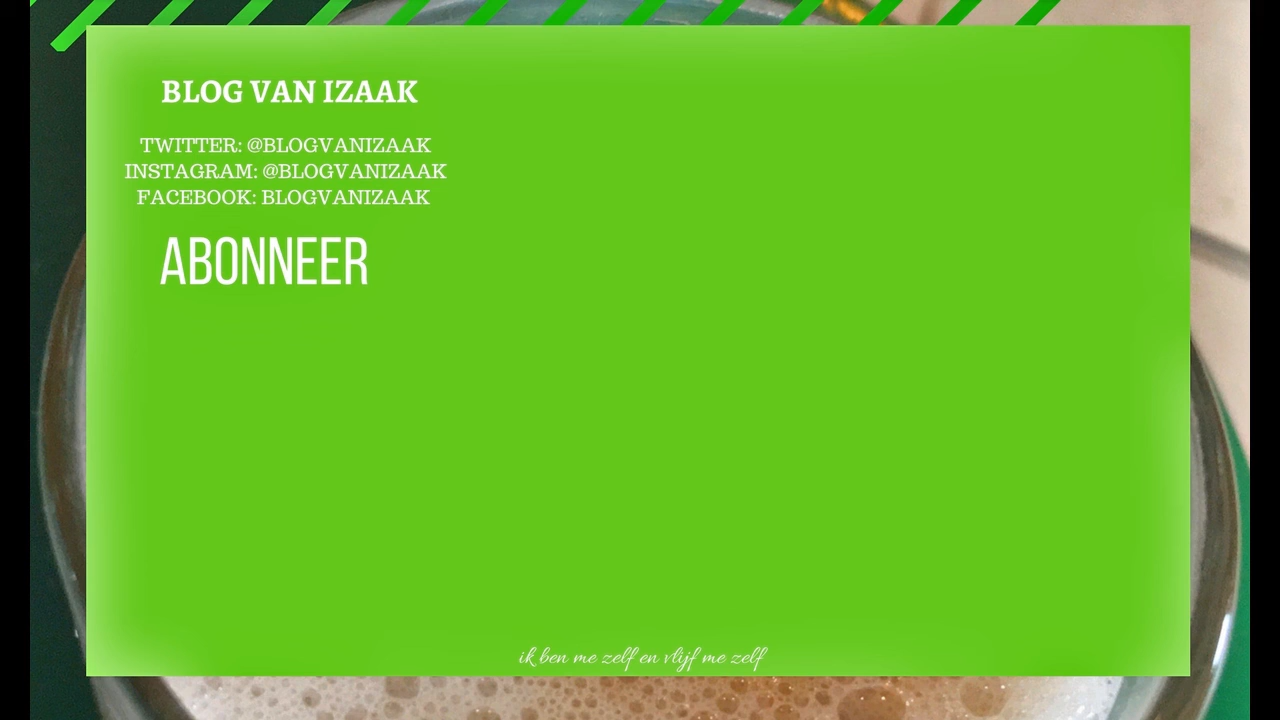 BLOG VAN IZAAK
TWITTER: @BLOGVANIZAAK
INSTAGRAM: @BLOGVANIZAAK
FACEBOOK: BLOGVANIZAAK
ABONNEER
ik ben me zelf en vlijf me zelf